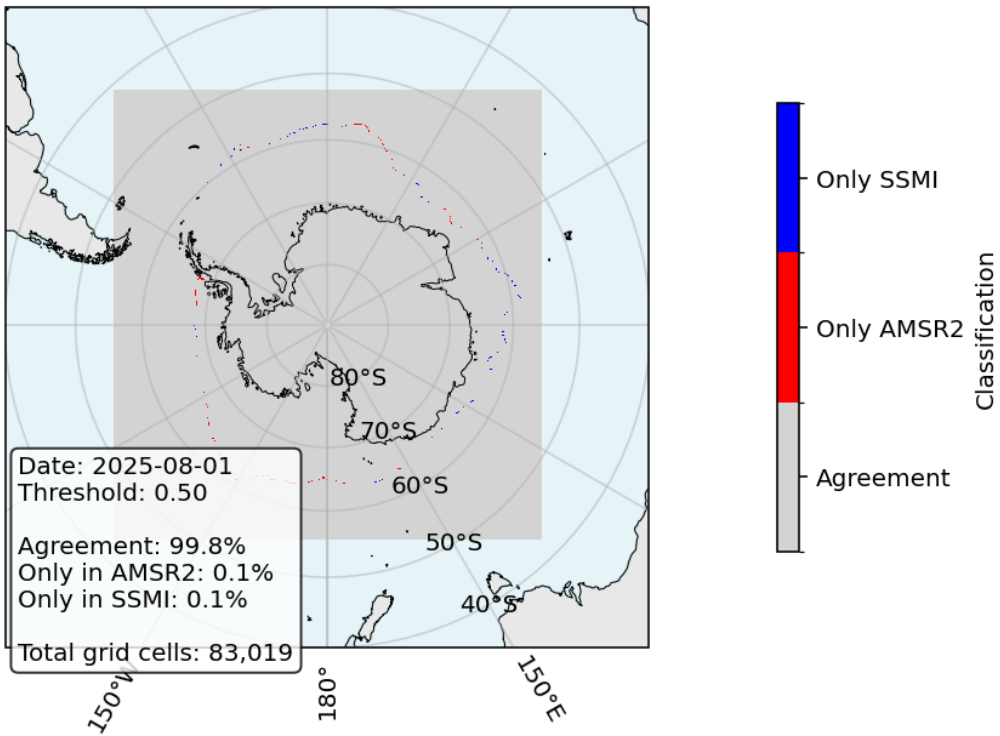 80°S
70°S
60°S
50°S
40°S
150°W
180°
150°E
Date: 2025-08-01
Threshold: 0.50
Agreement: 99.8%
Only in AMSR2: 0.1%
Only in SSMI: 0.1%
Total grid cells: 83,019
Only SSMI
Only AMSR2
Agreement
Classification